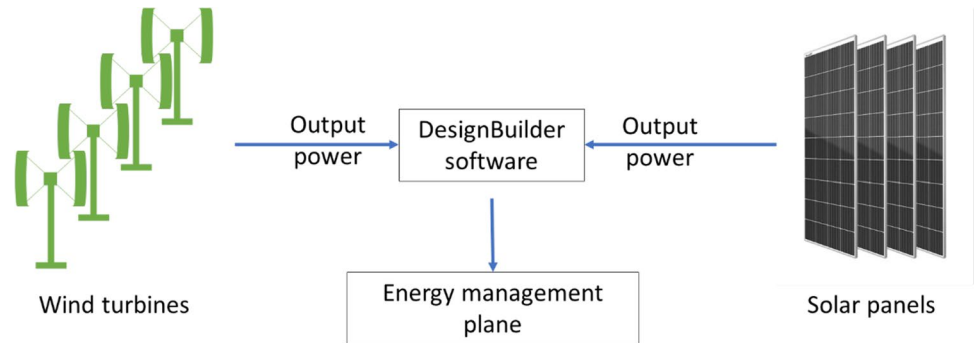 Output
power
DesignBuilder
software
Output
power
Energy management
plane
Wind turbines
Solar panels